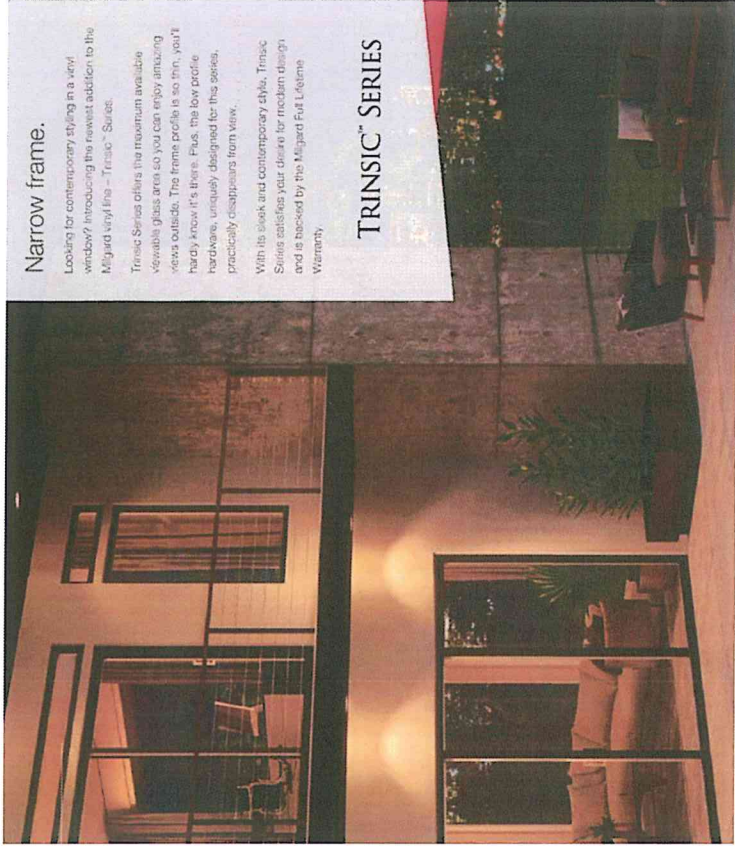 Narrow frame.
Looking for contemporary styling in a vinyl
window? Introducing the newest addition to the
Milgard vinyl line – Trinsic™ Series.
Trinsic Series offers the maximum available
viewable glass area so you can enjoy amazing
views outside. The frame profile is so thin, you'll
hardly know it's there. Plus, the low profile
hardware, uniquely designed for this series,
practically disappears from view.
With its sleek and contemporary style, Trinsic
Series satisfies your desire for modern design
and is backed by the Milgard Full Lifetime
Warranty
TRINSIC™ SERIES